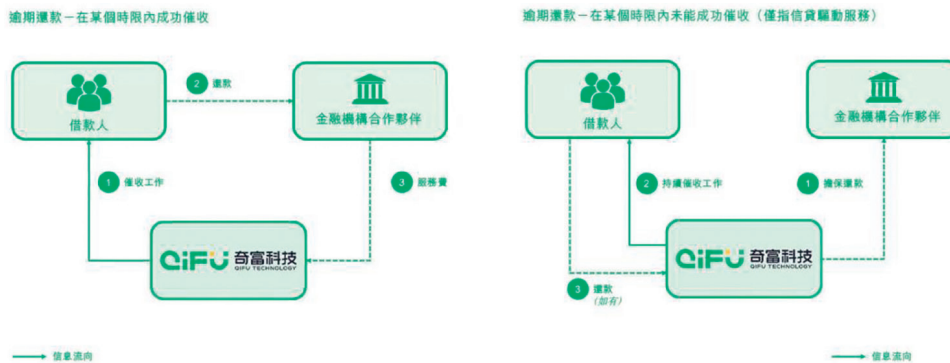 逾期還款－在某個時限內成功催收
2 還款
借款人
金融機構合作夥伴
1 催收工作
3 服務費
QIFU 奇富科技
QIFU TECHNOLOGY
信息流向
逾期還款－在某個時限內未能成功催收（僅指信貸驅動服務）
借款人
金融機構合作夥伴
2 持續催收工作
1 擔保還款
QIFU 奇富科技
QIFU TECHNOLOGY
3 還款
(如有)
信息流向